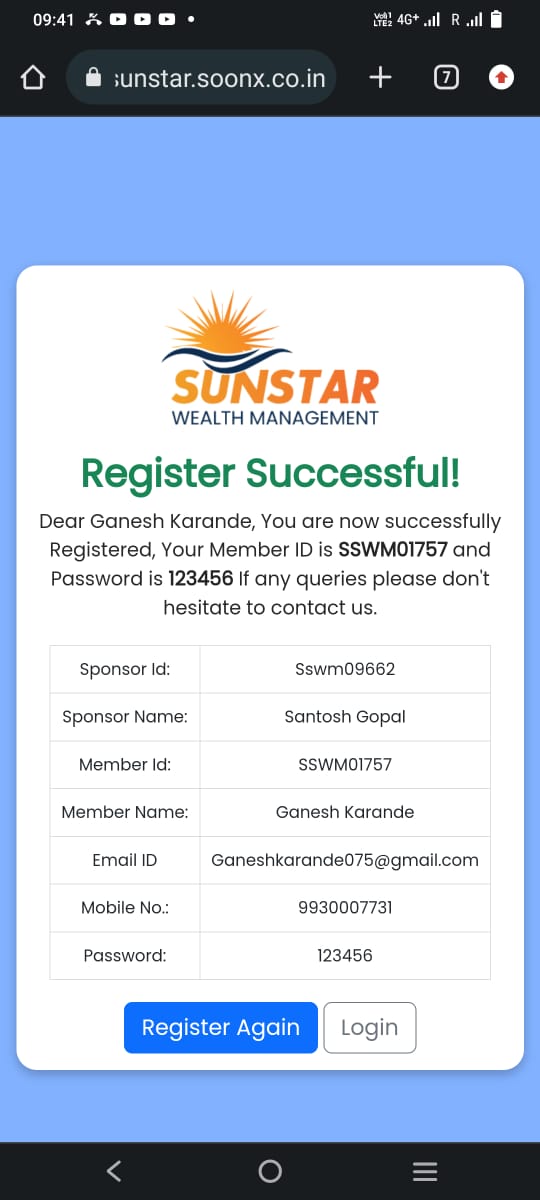 09:41
Vo)) 1 LTE2 4G+ R
sunstar.soonx.co.in
7
SUNSTAR
WEALTH MANAGEMENT
Register Successful!
Dear Ganesh Karande, You are now successfully
Registered, Your Member ID is SSWM01757 and
Password is 123456 If any queries please don't
hesitate to contact us.
Sponsor Id: Sswm09662
Sponsor Name: Santosh Gopal
Member Id: SSWM01757
Member Name: Ganesh Karande
Email ID Ganeshkarande075@gmail.com
Mobile No.: 9930007731
Password: 123456
Register Again Login